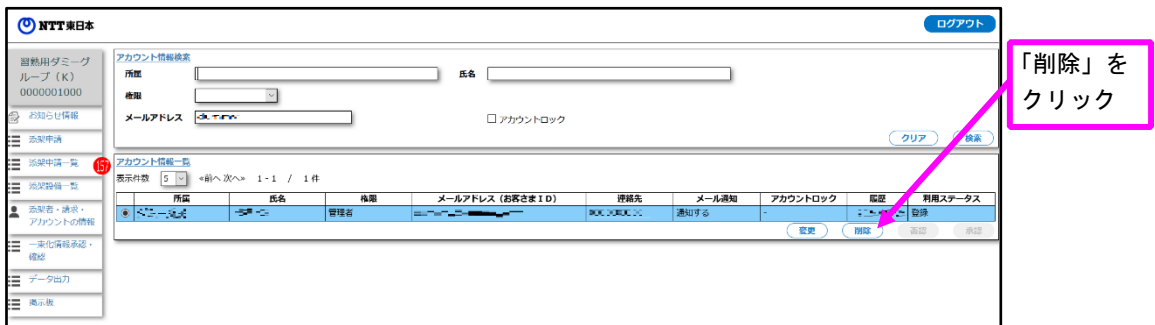 NTT東日本
ログアウト
習熟用ダミーグ
ループ（K）
0000001000
お知らせ情報
添架申請
添架申請一覧
157
添架設備一覧
添架者・請求・
アカウントの情報
一束化情報承認・
確認
データ出力
掲示板
アカウント情報検索
所属
氏名
権限
メールアドレス
アカウントロック
クリア
検索
アカウント情報一覧
表示件数 5 «前へ 次へ» 1 - 1 / 1 件
所属 氏名 権限 メールアドレス（お客さまＩＤ） 連絡先 メール通知 アカウントロック 履歴 利用ステータス
管理者 通知する - 登録
変更 削除 否認 承認
「削除」を
クリック